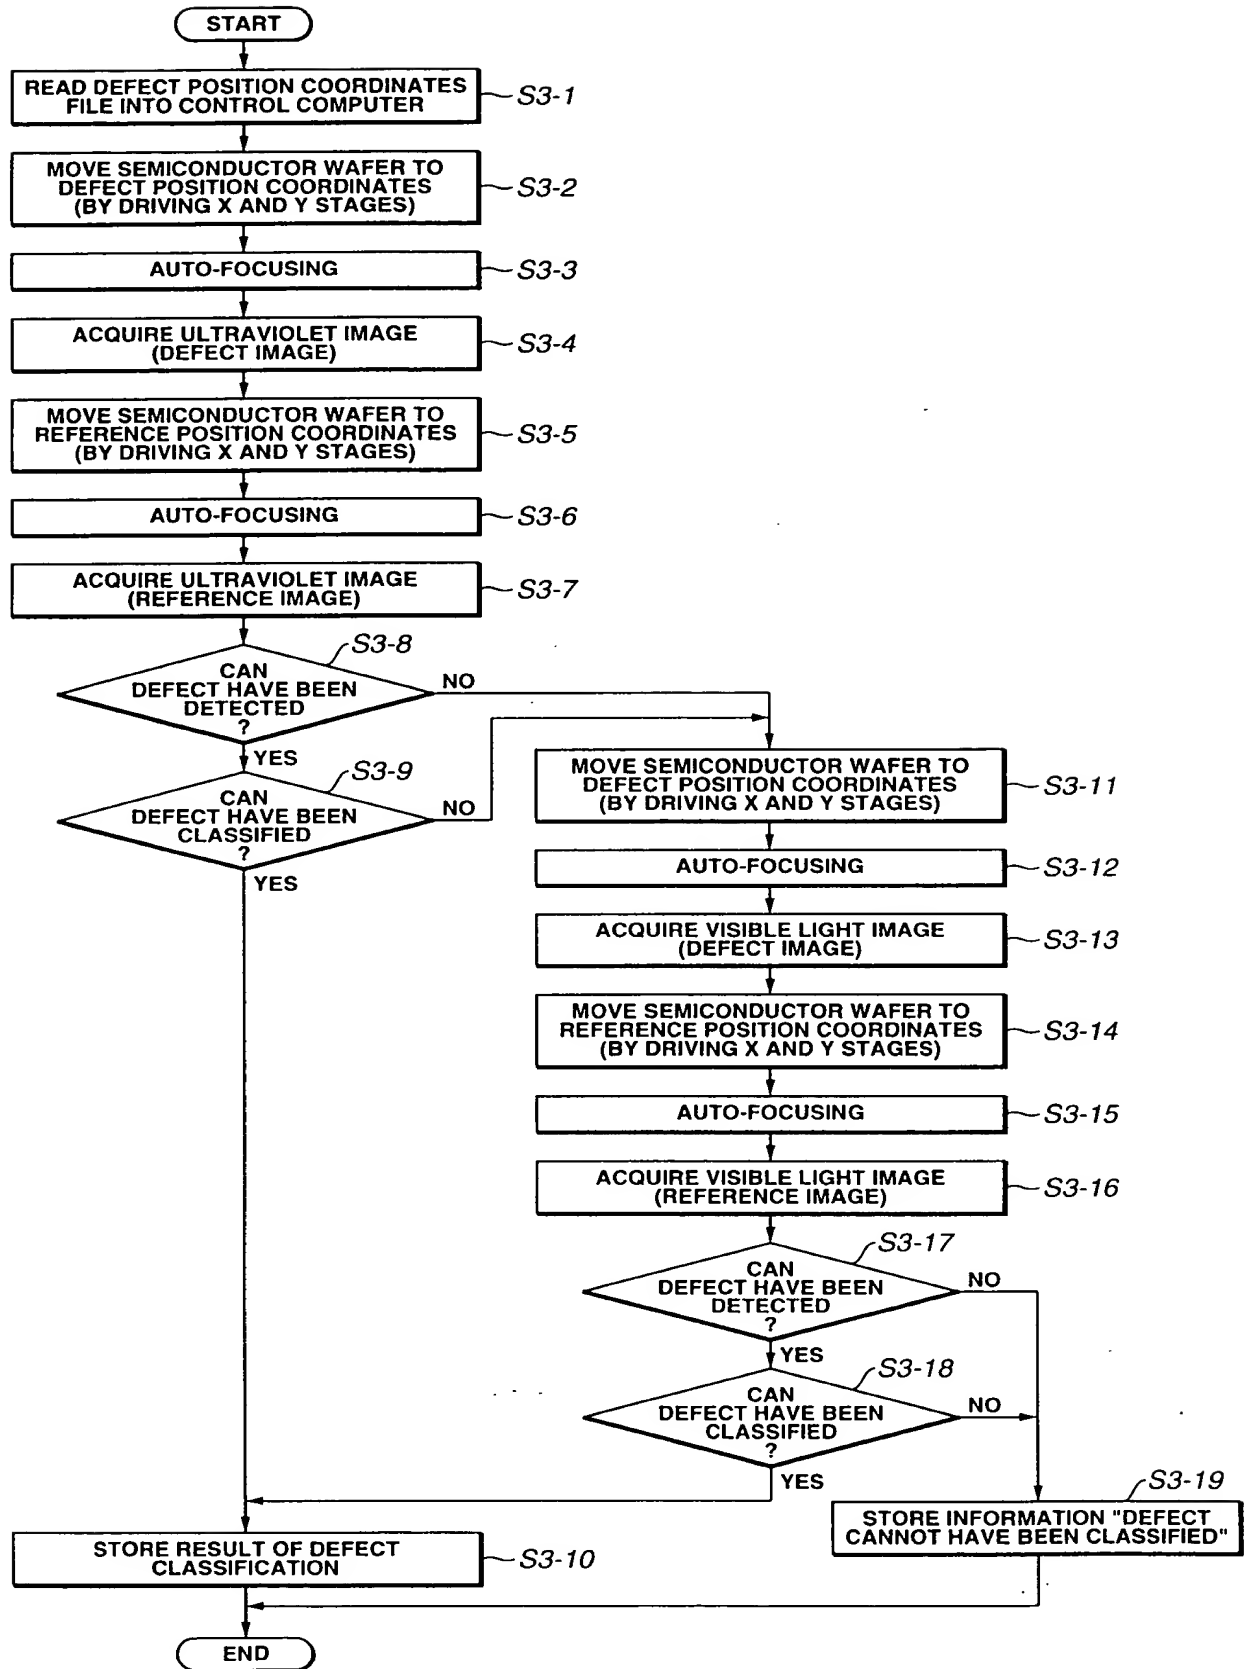 START
READ DEFECT POSITION COORDINATES
FILE INTO CONTROL COMPUTER
S3-1
MOVE SEMICONDUCTOR WAFER TO
DEFECT POSITION COORDINATES
(BY DRIVING X AND Y STAGES)
S3-2
AUTO-FOCUSING
S3-3
ACQUIRE ULTRAVIOLET IMAGE
(DEFECT IMAGE)
S3-4
MOVE SEMICONDUCTOR WAFER TO
REFERENCE POSITION COORDINATES
(BY DRIVING X AND Y STAGES)
S3-5
AUTO-FOCUSING
S3-6
ACQUIRE ULTRAVIOLET IMAGE
(REFERENCE IMAGE)
S3-7
S3-8
CAN
DEFECT HAVE BEEN
DETECTED
?
NO
YES
S3-9
CAN
DEFECT HAVE BEEN
CLASSIFIED
?
NO
YES
MOVE SEMICONDUCTOR WAFER TO
DEFECT POSITION COORDINATES
(BY DRIVING X AND Y STAGES)
S3-11
AUTO-FOCUSING
S3-12
ACQUIRE VISIBLE LIGHT IMAGE
(DEFECT IMAGE)
S3-13
MOVE SEMICONDUCTOR WAFER TO
REFERENCE POSITION COORDINATES
(BY DRIVING X AND Y STAGES)
S3-14
AUTO-FOCUSING
S3-15
ACQUIRE VISIBLE LIGHT IMAGE
(REFERENCE IMAGE)
S3-16
S3-17
CAN
DEFECT HAVE BEEN
DETECTED
?
NO
YES
S3-18
CAN
DEFECT HAVE BEEN
CLASSIFIED
?
NO
YES
S3-19
STORE INFORMATION "DEFECT
CANNOT HAVE BEEN CLASSIFIED"
STORE RESULT OF DEFECT
CLASSIFICATION
S3-10
END